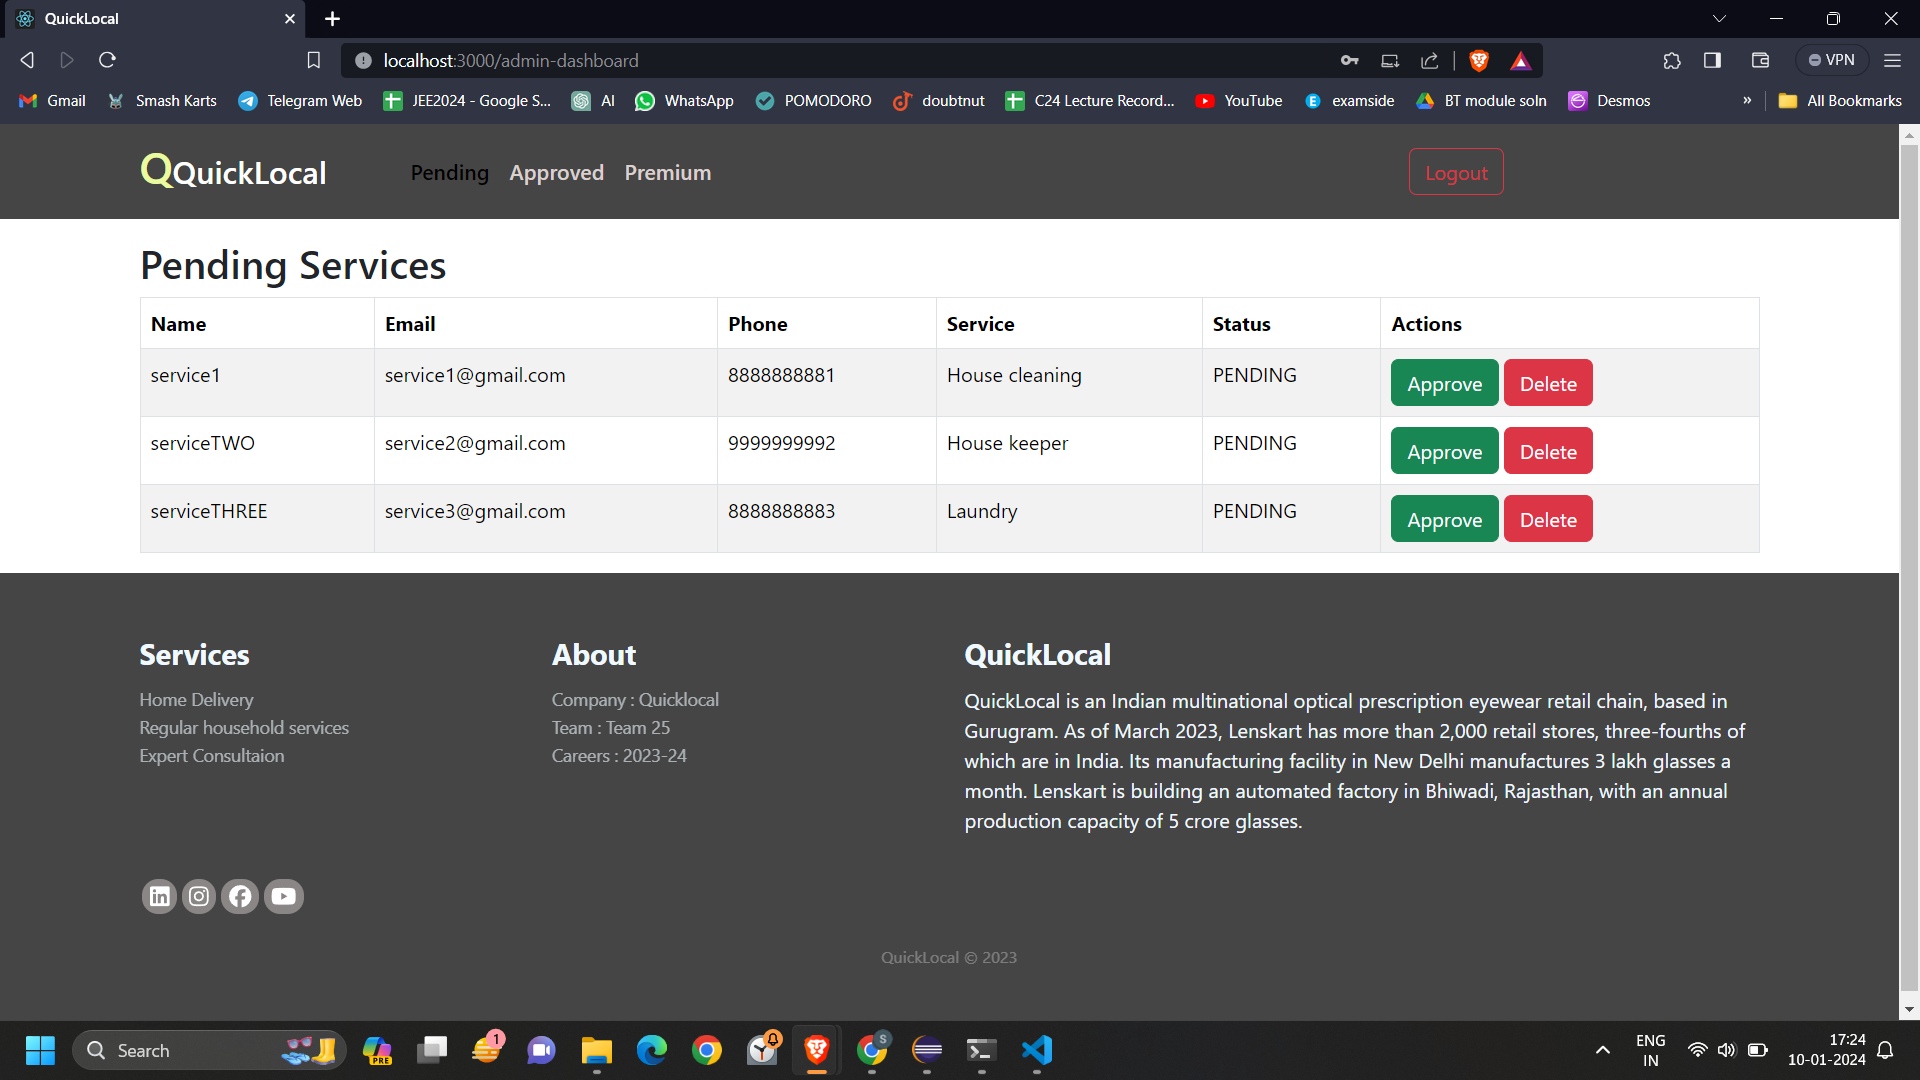 QuickLocal
localhost:3000/admin-dashboard
VPN
Gmail
Smash Karts
Telegram Web
JEE2024 - Google S...
AI
WhatsApp
POMODORO
doubtnut
C24 Lecture Record...
YouTube
examside
BT module soln
Desmos
»
All Bookmarks
QQuickLocal
Pending Approved Premium
Logout
Pending Services
Name Email Phone Service Status Actions
service1 service1@gmail.com 8888888881 House cleaning PENDING Approve Delete
serviceTWO service2@gmail.com 9999999992 House keeper PENDING Approve Delete
serviceTHREE service3@gmail.com 8888888883 Laundry PENDING Approve Delete
Services
Home Delivery
Regular household services
Expert Consultaion
About
Company : Quicklocal
Team : Team 25
Careers : 2023-24
QuickLocal
QuickLocal is an Indian multinational optical prescription eyewear retail chain, based in
Gurugram. As of March 2023, Lenskart has more than 2,000 retail stores, three-fourths of
which are in India. Its manufacturing facility in New Delhi manufactures 3 lakh glasses a
month. Lenskart is building an automated factory in Bhiwadi, Rajasthan, with an annual
production capacity of 5 crore glasses.
in
QuickLocal © 2023
Search
PRE
1
S
ENG
IN
17:24
10-01-2024